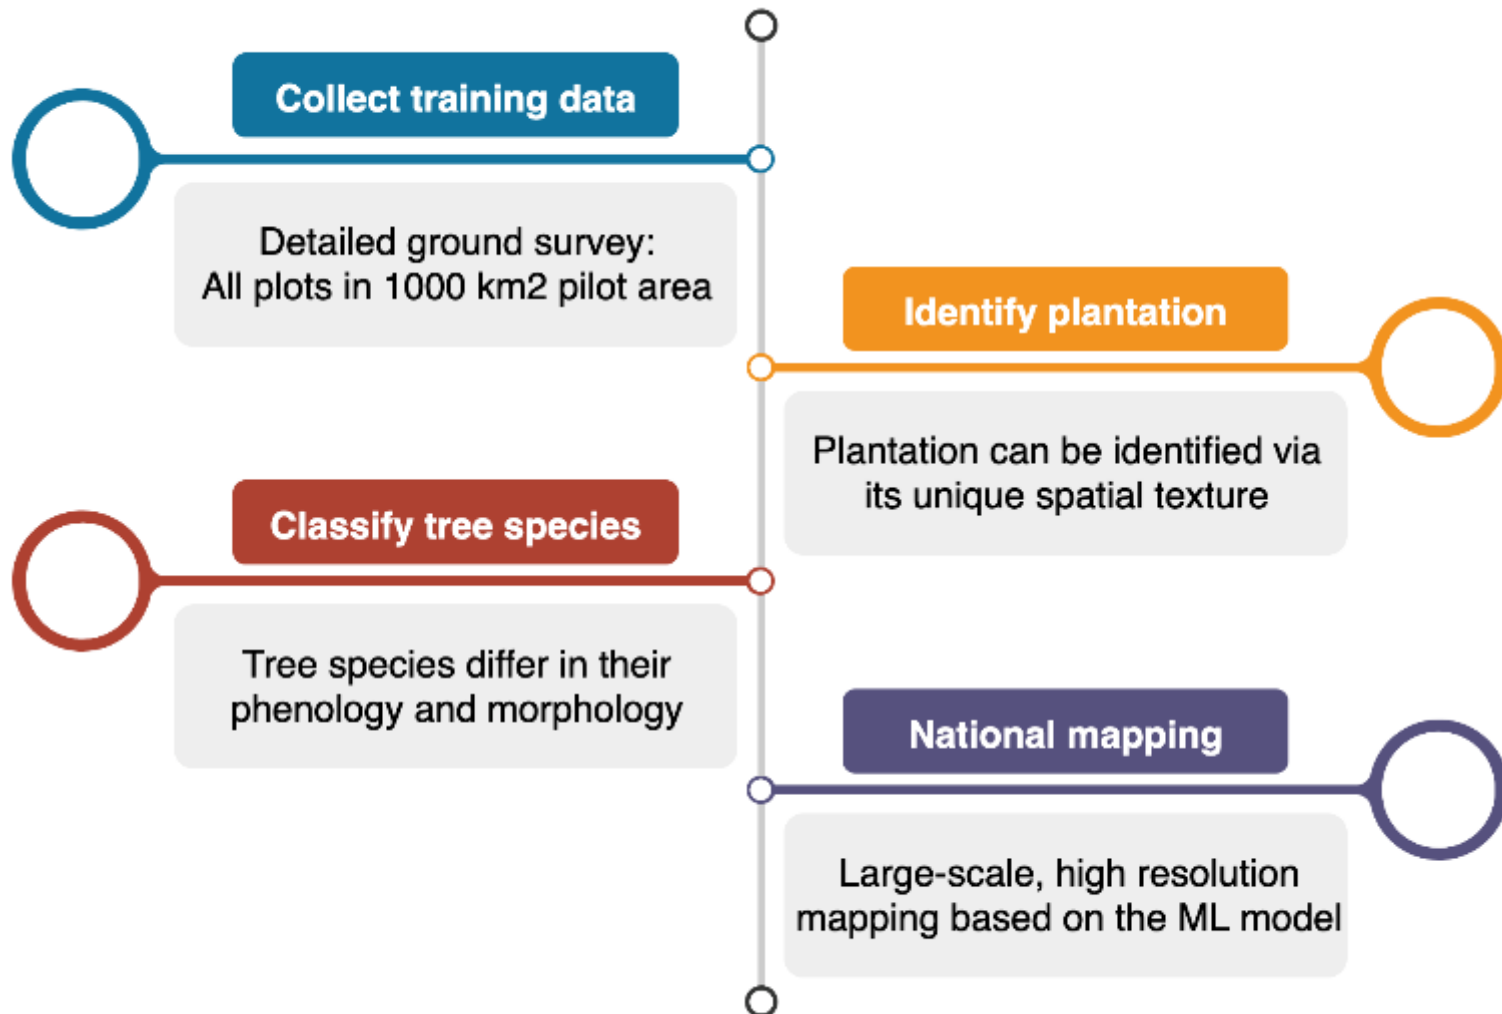 Collect training data
Detailed ground survey:
All plots in 1000 km2 pilot area
Identify plantation
Plantation can be identified via
its unique spatial texture
Classify tree species
Tree species differ in their
phenology and morphology
National mapping
Large-scale, high resolution
mapping based on the ML model